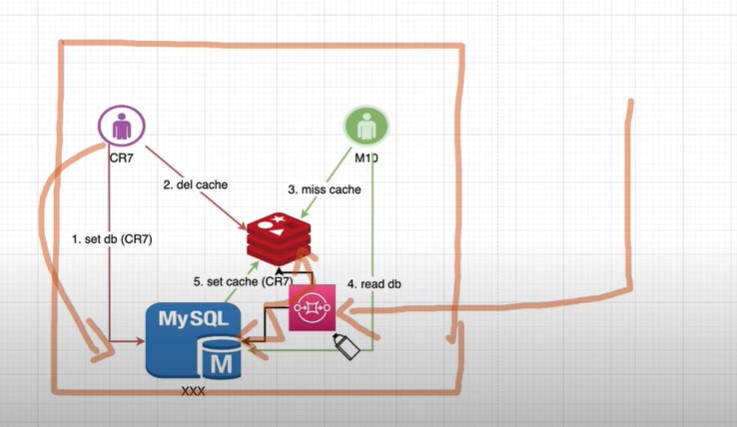 CR7
M10
2. del cache
3. miss cache
1. set db (CR7)
5. set cache (CR7)
4. read db
MySQL
M
XXX